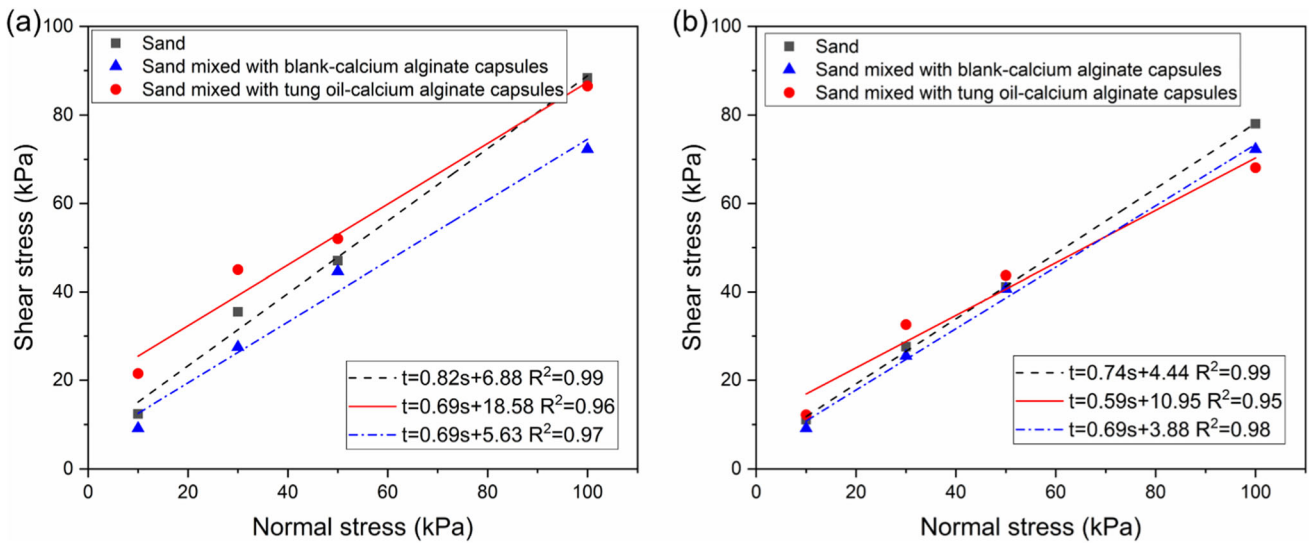 (a)
100
80
60
40
20
0
Shear stress (kPa)
Sand
Sand mixed with blank-calcium alginate capsules
Sand mixed with tung oil-calcium alginate capsules
t=0.82s+6.88 R²=0.99
t=0.69s+18.58 R²=0.96
t=0.69s+5.63 R²=0.97
0 20 40 60 80 100
Normal stress (kPa)
(b)
100
80
60
40
20
0
Shear stress (kPa)
Sand
Sand mixed with blank-calcium alginate capsules
Sand mixed with tung oil-calcium alginate capsules
t=0.74s+4.44 R²=0.99
t=0.59s+10.95 R²=0.95
t=0.69s+3.88 R²=0.98
0 20 40 60 80 100
Normal stress (kPa)